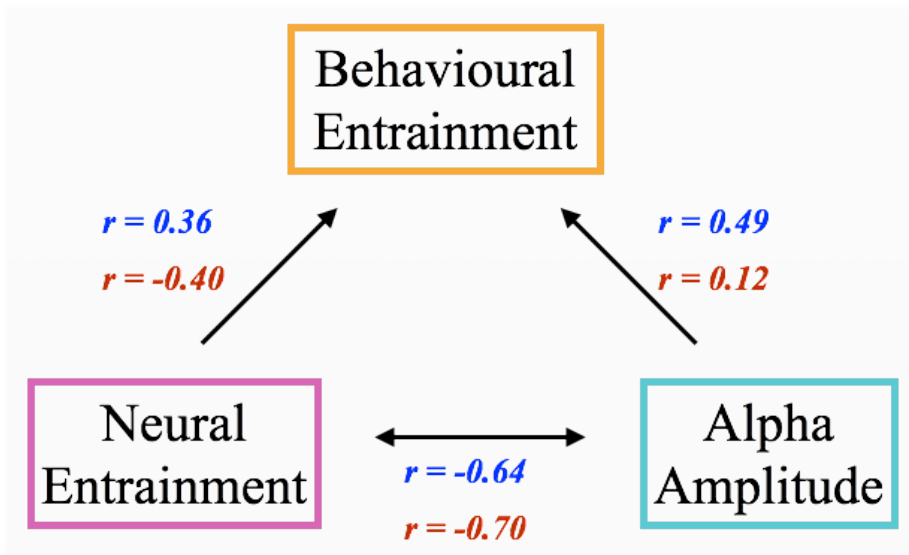 Behavioural
Entrainment
r = 0.36
r = 0.49
r = -0.40
r = 0.12
Neural
Entrainment
r = -0.64
r = -0.70
Alpha
Amplitude